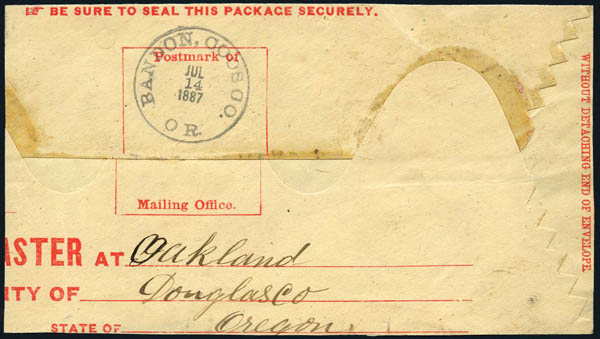 ☞ BE SURE TO SEAL THIS PACKAGE SECURELY.
Postmark of
BANDON, COOS CO.
JUL
14
1887
OR.
Mailing Office.
WITHOUT DETACHING END OF ENVELOPE
ASTER AT Oakland
NTY OF Douglas Co
STATE OF Oregon.